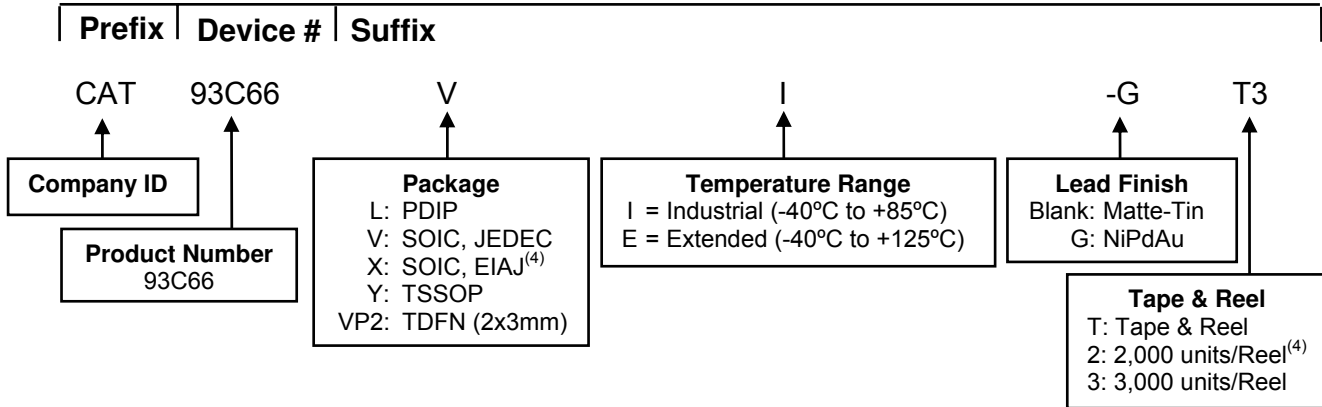 Prefix Device # Suffix
CAT 93C66 V I -G T3
Company ID
Product Number
93C66
Package
L: PDIP
V: SOIC, JEDEC
X: SOIC, EIAJ(4)
Y: TSSOP
VP2: TDFN (2x3mm)
Temperature Range
I = Industrial (-40ºC to +85ºC)
E = Extended (-40ºC to +125ºC)
Lead Finish
Blank: Matte-Tin
G: NiPdAu
Tape & Reel
T: Tape & Reel
2: 2,000 units/Reel(4)
3: 3,000 units/Reel